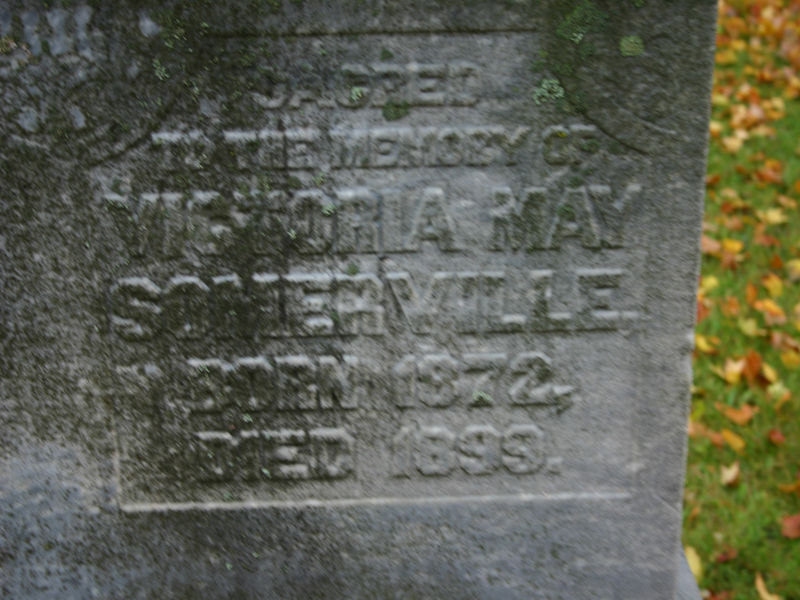 SACRED
TO THE MEMORY OF
VICTORIA MAY
SOMERVILLE.
BORN 1872,
DIED 1899.